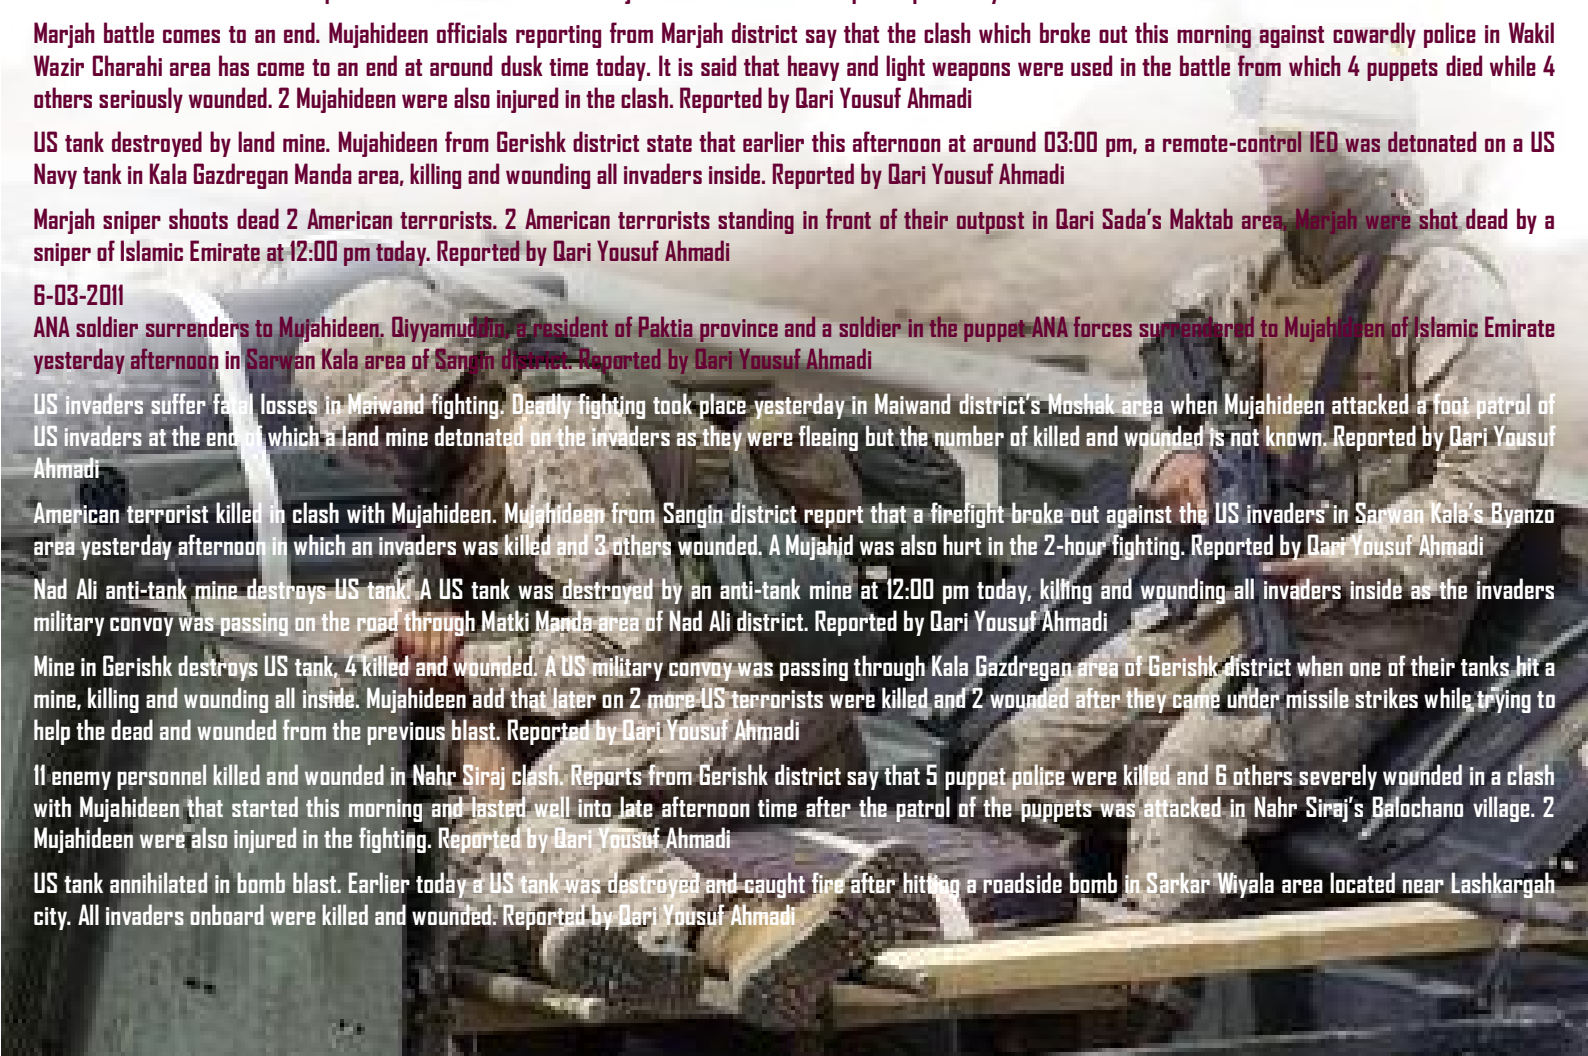 Marjah battle comes to an end. Mujahideen officials reporting from Marjah district say that the clash which broke out this morning against cowardly police in Wakil
Wazir Charahi area has come to an end at around dusk time today. It is said that heavy and light weapons were used in the battle from which 4 puppets died while 4
others seriously wounded. 2 Mujahideen were also injured in the clash. Reported by Qari Yousuf Ahmadi
US tank destroyed by land mine. Mujahideen from Gerishk district state that earlier this afternoon at around 03:00 pm, a remote-control IED was detonated on a US
Navy tank in Kala Gazdregan Manda area, killing and wounding all invaders inside. Reported by Qari Yousuf Ahmadi
Marjah sniper shoots dead 2 American terrorists. 2 American terrorists standing in front of their outpost in Qari Sada's Maktab area, Marjah were shot dead by a
sniper of Islamic Emirate at 12:00 pm today. Reported by Qari Yousuf Ahmadi
6-03-2011
ANA soldier surrenders to Mujahideen. Qiyyamuddin, a resident of Paktia province and a soldier in the puppet ANA forces surrendered to Mujahideen of Islamic Emirate
yesterday afternoon in Sarwan Kala area of Sangin district. Reported by Qari Yousuf Ahmadi
US invaders suffer fatal losses in Maiwand fighting. Deadly fighting took place yesterday in Maiwand district's Moshak area when Mujahideen attacked a foot patrol of
US invaders at the end of which a land mine detonated on the invaders as they were fleeing but the number of killed and wounded is not known. Reported by Qari Yousuf
Ahmadi
American terrorist killed in clash with Mujahideen. Mujahideen from Sangin district report that a firefight broke out against the US invaders in Sarwan Kala's Byanzo
area yesterday afternoon in which an invaders was killed and 3 others wounded. A Mujahid was also hurt in the 2-hour fighting. Reported by Qari Yousuf Ahmadi
Nad Ali anti-tank mine destroys US tank. A US tank was destroyed by an anti-tank mine at 12:00 pm today, killing and wounding all invaders inside as the invaders
military convoy was passing on the road through Matki Manda area of Nad Ali district. Reported by Qari Yousuf Ahmadi
Mine in Gerishk destroys US tank, 4 killed and wounded. A US military convoy was passing through Kala Gazdregan area of Gerishk district when one of their tanks hit a
mine, killing and wounding all inside. Mujahideen add that later on 2 more US terrorists were killed and 2 wounded after they came under missile strikes while trying to
help the dead and wounded from the previous blast. Reported by Qari Yousuf Ahmadi
11 enemy personnel killed and wounded in Nahr Siraj clash. Reports from Gerishk district say that 5 puppet police were killed and 6 others severely wounded in a clash
with Mujahideen that started this morning and lasted well into late afternoon time after the patrol of the puppets was attacked in Nahr Siraj's Balochano village. 2
Mujahideen were also injured in the fighting. Reported by Qari Yousuf Ahmadi
US tank annihilated in bomb blast. Earlier today a US tank was destroyed and caught fire after hitting a roadside bomb in Sarkar Wiyala area located near Lashkargah
city. All invaders onboard were killed and wounded. Reported by Qari Yousuf Ahmadi